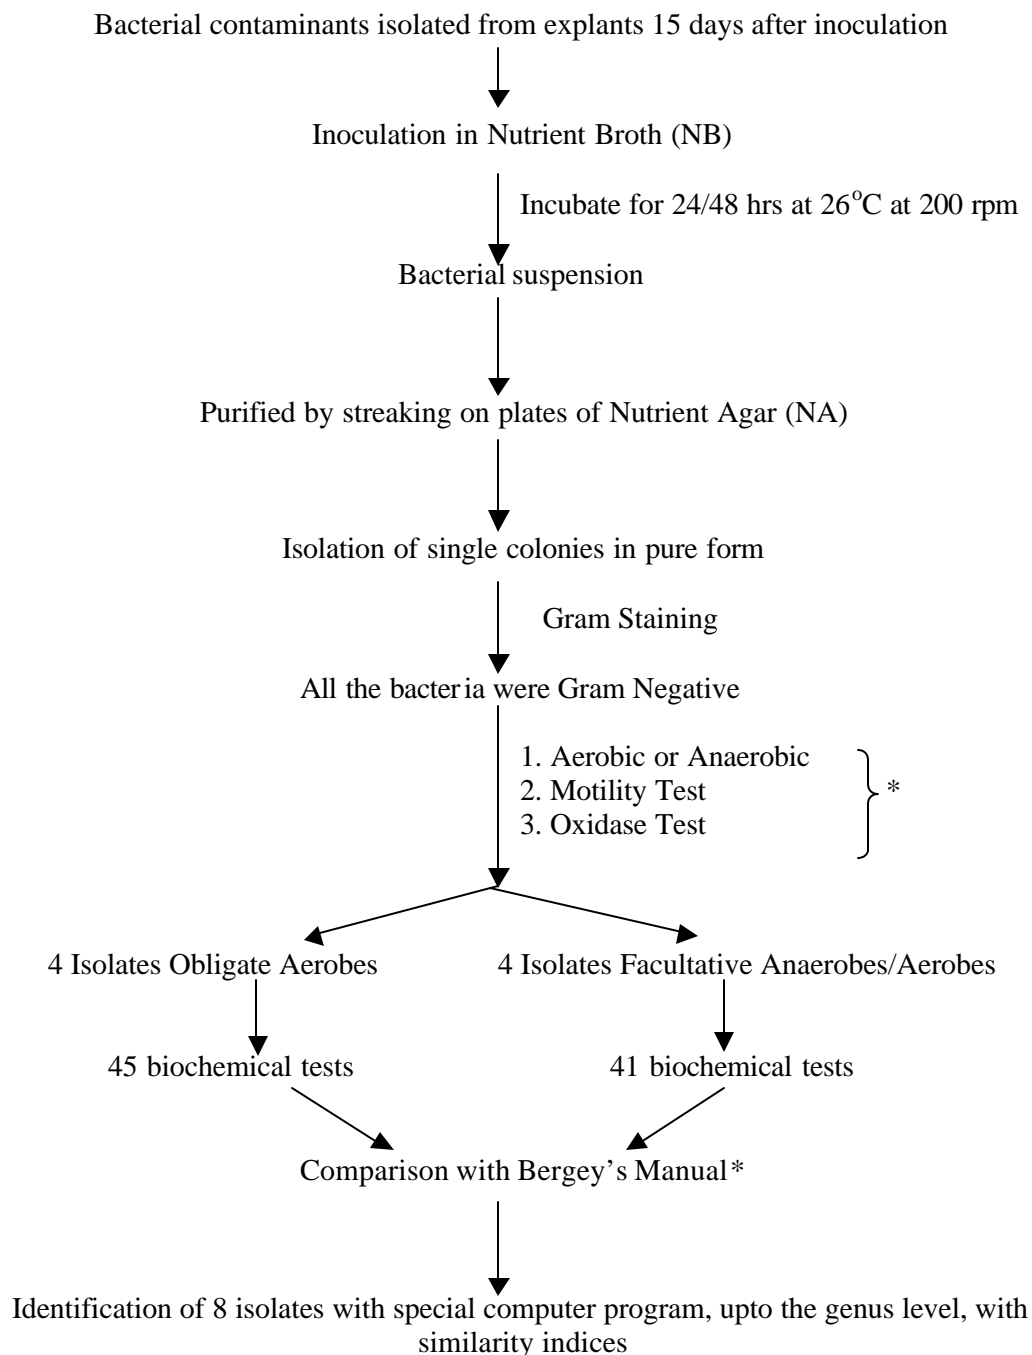 Bacterial contaminants isolated from explants 15 days after inoculation
Inoculation in Nutrient Broth (NB)
Incubate for 24/48 hrs at 26°C at 200 rpm
Bacterial suspension
Purified by streaking on plates of Nutrient Agar (NA)
Isolation of single colonies in pure form
Gram Staining
All the bacteria were Gram Negative
1. Aerobic or Anaerobic
2. Motility Test
3. Oxidase Test
*
4 Isolates Obligate Aerobes
4 Isolates Facultative Anaerobes/Aerobes
45 biochemical tests
41 biochemical tests
Comparison with Bergey's Manual*
Identification of 8 isolates with special computer program, upto the genus level, with
similarity indices